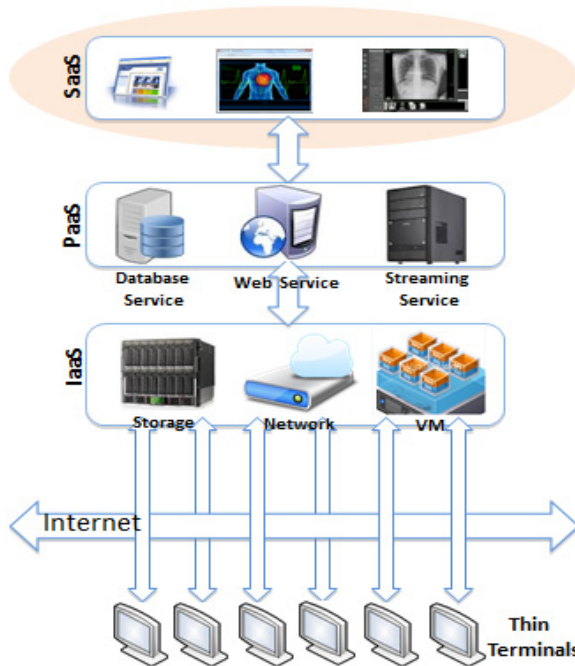 SaaS
PaaS
Database
Service
Web Service
Streaming
Service
IaaS
Storage
Network
VM
Internet
Thin
Terminals